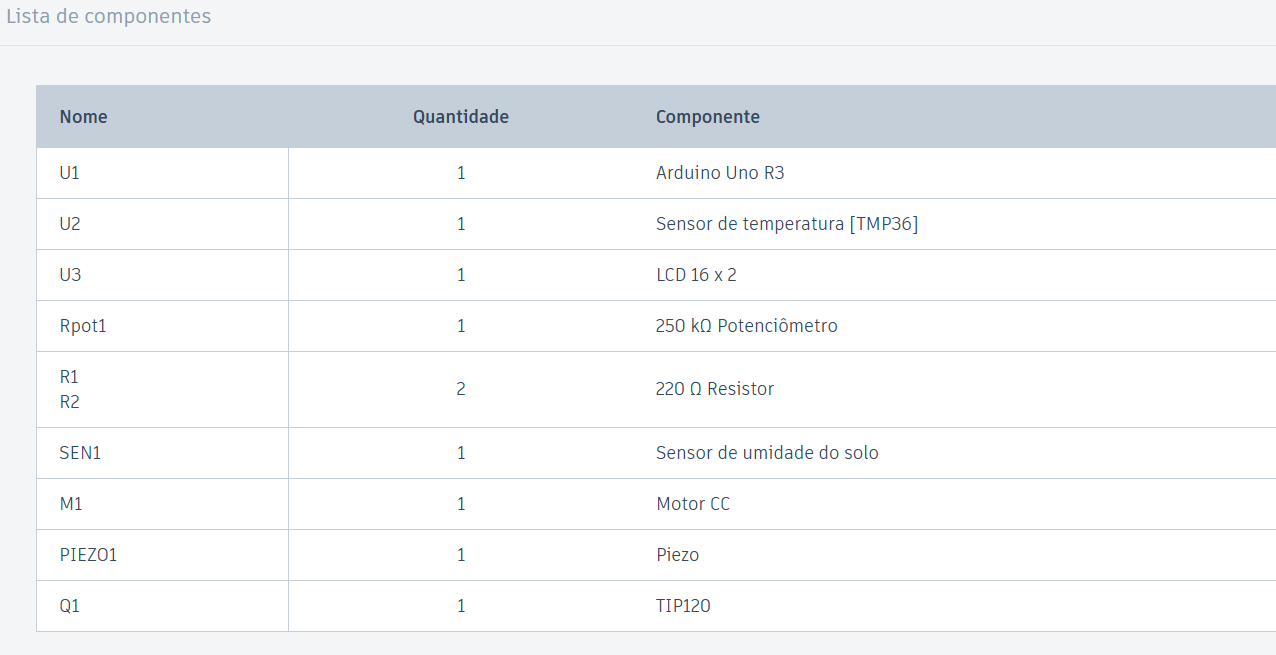 Lista de componentes
Nome Quantidade Componente
U1 1 Arduino Uno R3
U2 1 Sensor de temperatura [TMP36]
U3 1 LCD 16 x 2
Rpot1 1 250 kΩ Potenciômetro
R1
R2 2 220 Ω Resistor
SEN1 1 Sensor de umidade do solo
M1 1 Motor CC
PIEZO1 1 Piezo
Q1 1 TIP120